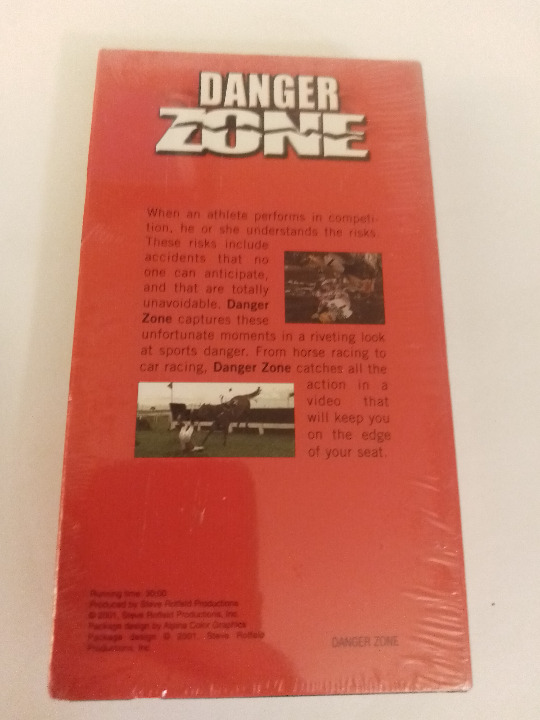 DANGER
ZONE
When an athlete performs in competi-
tion, he or she understands the risks.
These risks include
accidents that no
one can anticipate,
and that are totally
unavoidable. Danger
Zone captures these
unfortunate moments in a riveting look
at sports danger. From horse racing to
car racing, Danger Zone catches all the
action in a
video that
will keep you
on the edge
of your seat.
Running time: 30:00
Produced by Steve Rotfeld Productions
© 2001, Steve Rotfeld Productions, Inc.
Package design by Alpha Color Graphics
Package design © 2001, Steve Rotfeld
Productions, Inc.
DANGER ZONE